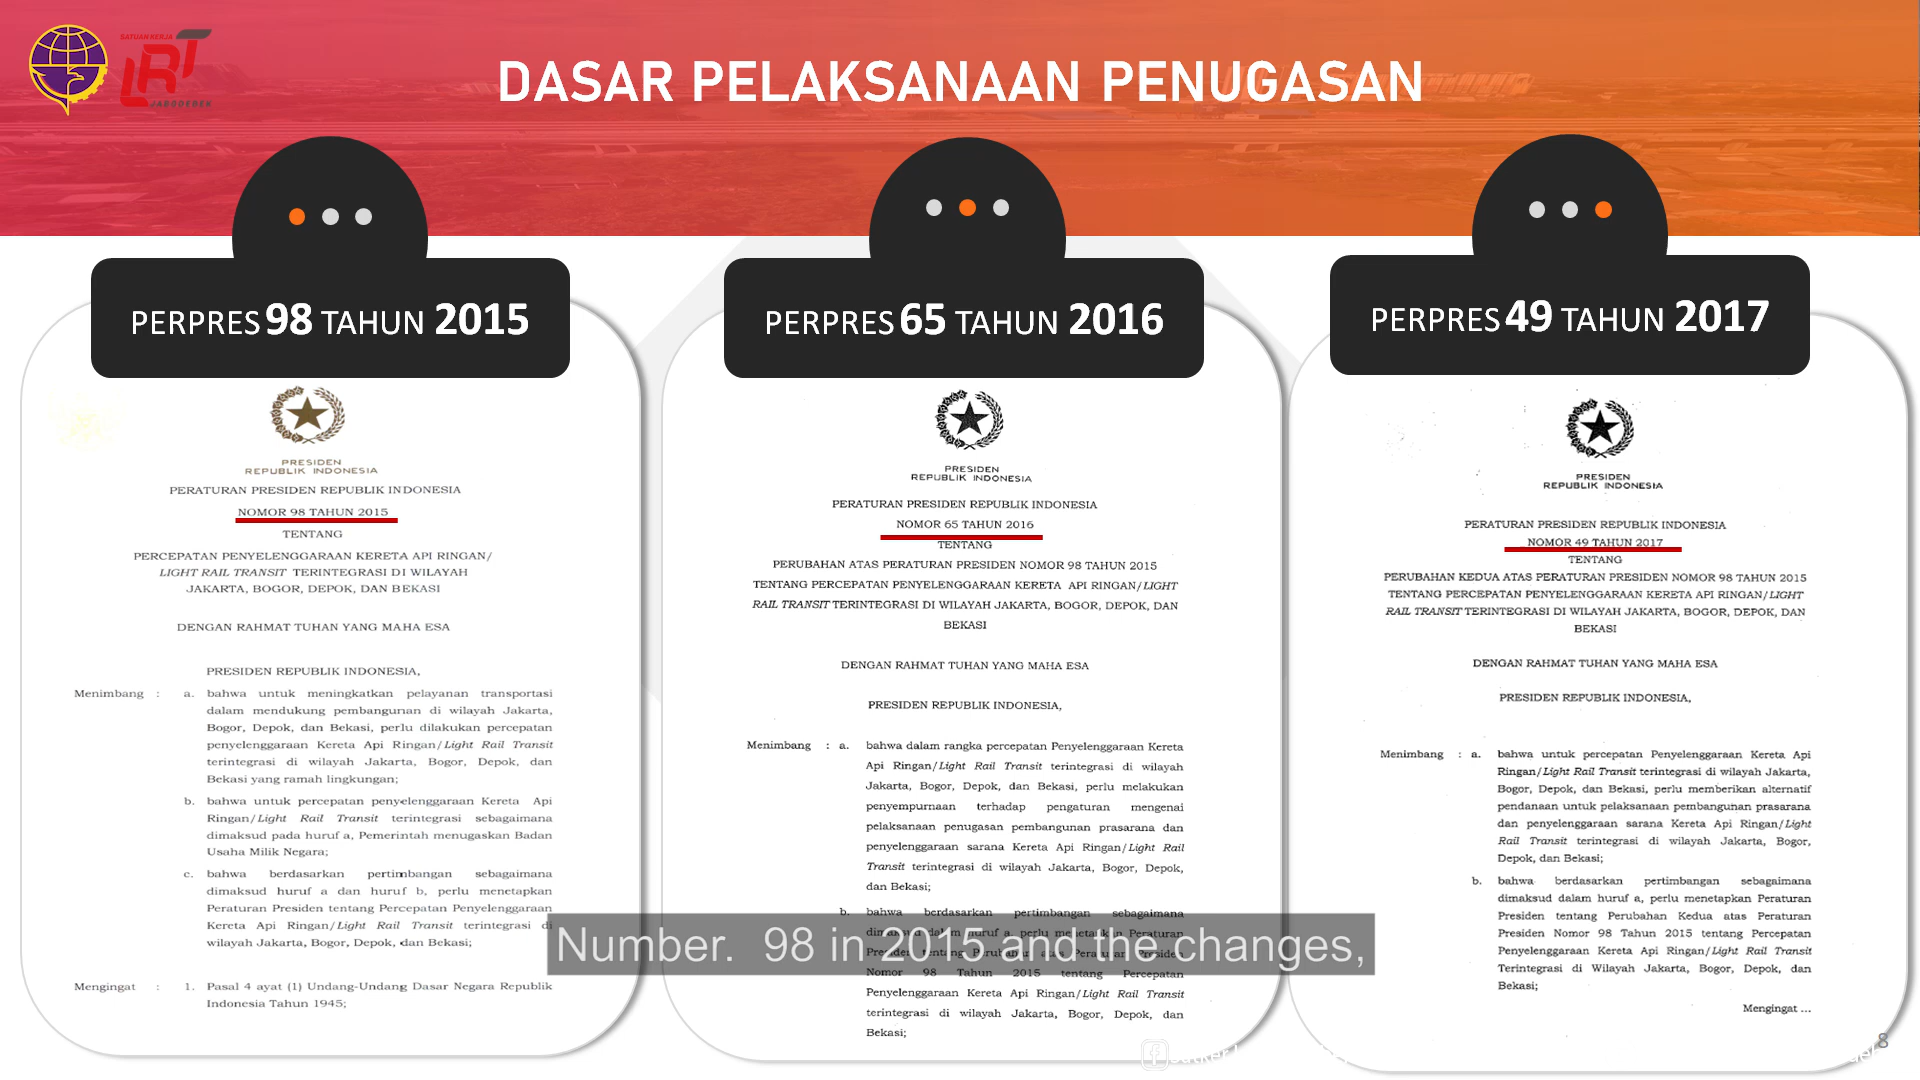 SATUAN KERJA
LRT
JABODEBEK
DASAR PELAKSANAAN PENUGASAN
PERPRES 98 TAHUN 2015
PRESIDEN
REPUBLIK INDONESIA
PERATURAN PRESIDEN REPUBLIK INDONESIA
NOMOR 98 TAHUN 2015
TENTANG
PERCEPATAN PENYELENGGARAAN KERETA API RINGAN/
LIGHT RAIL TRANSIT TERINTEGRASI DI WILAYAH
JAKARTA, BOGOR, DEPOK, DAN BEKASI
DENGAN RAHMAT TUHAN YANG MAHA ESA
PRESIDEN REPUBLIK INDONESIA,
Menimbang : a. bahwa untuk meningkatkan pelayanan transportasi
dalam mendukung pembangunan di wilayah Jakarta,
Bogor, Depok, dan Bekasi, perlu dilakukan percepatan
penyelenggaraan Kereta Api Ringan/Light Rail Transit
terintegrasi di wilayah Jakarta, Bogor, Depok, dan
Bekasi yang ramah lingkungan;
b. bahwa untuk percepatan penyelenggaraan Kereta Api
Ringan/Light Rail Transit terintegrasi sebagaimana
dimaksud pada huruf a, Pemerintah menugaskan Badan
Usaha Milik Negara;
c. bahwa berdasarkan pertimbangan sebagaimana
dimaksud huruf a dan huruf b, perlu menetapkan
Peraturan Presiden tentang Percepatan Penyelenggaraan
Kereta Api Ringan/Light Rail Transit terintegrasi di
wilayah Jakarta, Bogor, Depok, dan Bekasi;
Mengingat : 1. Pasal 4 ayat (1) Undang-Undang Dasar Negara Republik
Indonesia Tahun 1945;
PERPRES 65 TAHUN 2016
PRESIDEN
REPUBLIK INDONESIA
PERATURAN PRESIDEN REPUBLIK INDONESIA
NOMOR 65 TAHUN 2016
TENTANG
PERUBAHAN ATAS PERATURAN PRESIDEN NOMOR 98 TAHUN 2015
TENTANG PERCEPATAN PENYELENGGARAAN KERETA API RINGAN/LIGHT
RAIL TRANSIT TERINTEGRASI DI WILAYAH JAKARTA, BOGOR, DEPOK, DAN
BEKASI
DENGAN RAHMAT TUHAN YANG MAHA ESA
PRESIDEN REPUBLIK INDONESIA,
Menimbang : a. bahwa dalam rangka percepatan Penyelenggaraan Kereta
Api Ringan/Light Rail Transit terintegrasi di wilayah
Jakarta, Bogor, Depok, dan Bekasi, perlu melakukan
penyempurnaan terhadap pengaturan mengenai
pelaksanaan penugasan pembangunan prasarana dan
penyelenggaraan sarana Kereta Api Ringan/Light Rail
Transit terintegrasi di wilayah Jakarta, Bogor, Depok,
dan Bekasi;
b. bahwa berdasarkan pertimbangan sebagaimana
dimaksud dalam huruf a, perlu menetapkan Peraturan
Presiden tentang Perubahan atas Peraturan Presiden
Nomor 98 Tahun 2015 tentang Percepatan
Penyelenggaraan Kereta Api Ringan/Light Rail Transit
terintegrasi di wilayah Jakarta, Bogor, Depok, dan
Bekasi;
PERPRES 49 TAHUN 2017
PRESIDEN
REPUBLIK INDONESIA
PERATURAN PRESIDEN REPUBLIK INDONESIA
NOMOR 49 TAHUN 2017
TENTANG
PERUBAHAN KEDUA ATAS PERATURAN PRESIDEN NOMOR 98 TAHUN 2015
TENTANG PERCEPATAN PENYELENGGARAAN KERETA API RINGAN/LIGHT
RAIL TRANSIT TERINTEGRASI DI WILAYAH JAKARTA, BOGOR, DEPOK, DAN
BEKASI
DENGAN RAHMAT TUHAN YANG MAHA ESA
PRESIDEN REPUBLIK INDONESIA,
Menimbang : a. bahwa untuk percepatan Penyelenggaraan Kereta Api
Ringan/Light Rail Transit terintegrasi di wilayah Jakarta,
Bogor, Depok, dan Bekasi, perlu memberikan alternatif
pendanaan untuk pelaksanaan pembangunan prasarana
dan penyelenggaraan sarana Kereta Api Ringan/Light
Rail Transit terintegrasi di wilayah Jakarta, Bogor,
Depok, dan Bekasi;
b. bahwa berdasarkan pertimbangan sebagaimana
dimaksud dalam huruf a, perlu menetapkan Peraturan
Presiden tentang Perubahan Kedua atas Peraturan
Presiden Nomor 98 Tahun 2015 tentang Percepatan
Penyelenggaraan Kereta Api Ringan/Light Rail Transit
Terintegrasi di Wilayah Jakarta, Bogor, Depok, dan
Bekasi;
Mengingat ...
Number. 98 in 2015 and the changes,
8